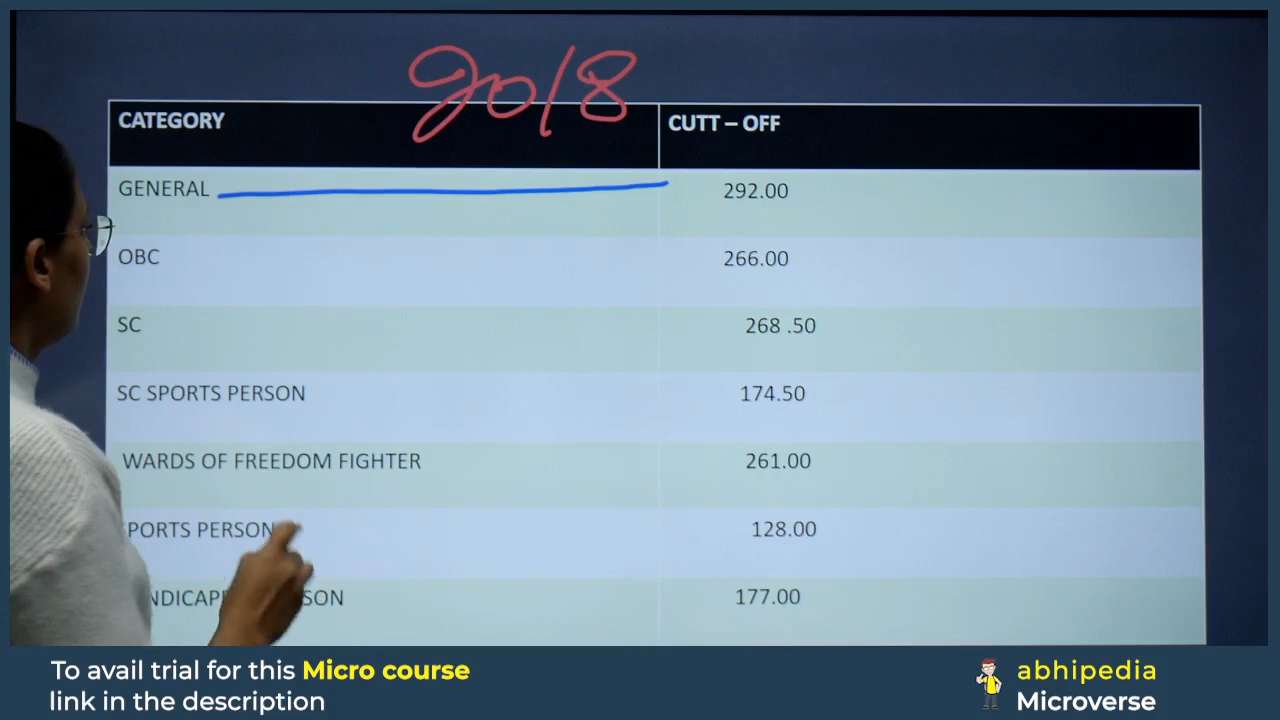 2018
CATEGORY CUTT – OFF
GENERAL 292.00
OBC 266.00
SC 268 .50
SC SPORTS PERSON 174.50
WARDS OF FREEDOM FIGHTER 261.00
PORTS PERSON 128.00
NDICAP SON 177.00
To avail trial for this Micro course
link in the description
abhipedia
Microverse